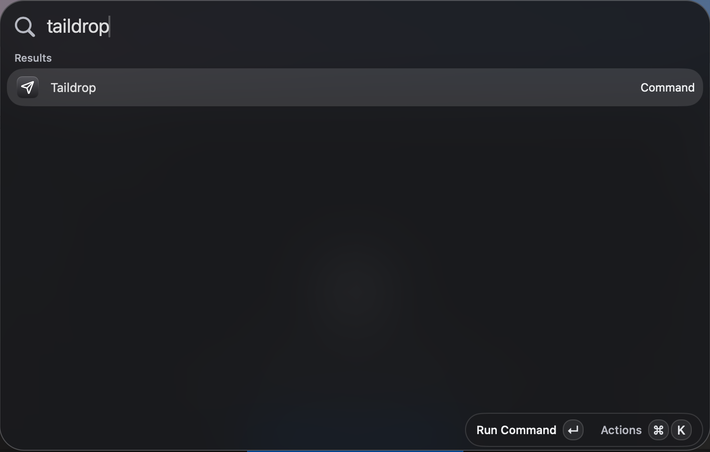 taildrop
Results
Taildrop Command
Run Command ↵ Actions ⌘ K